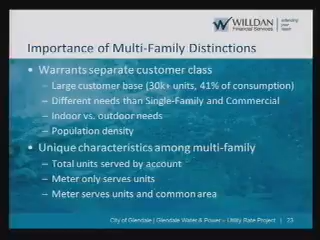 WILLDAN
Financial Services
extending
your
reach
Importance of Multi-Family Distinctions
• Warrants separate customer class
– Large customer base (30k+ units, 41% of consumption)
– Different needs than Single-Family and Commercial
– Indoor vs. outdoor needs
– Population density
• Unique characteristics among multi-family
– Total units served by account
– Meter only serves units
– Meter serves units and common area
City of Glendale | Glendale Water & Power – Utility Rate Project | 23